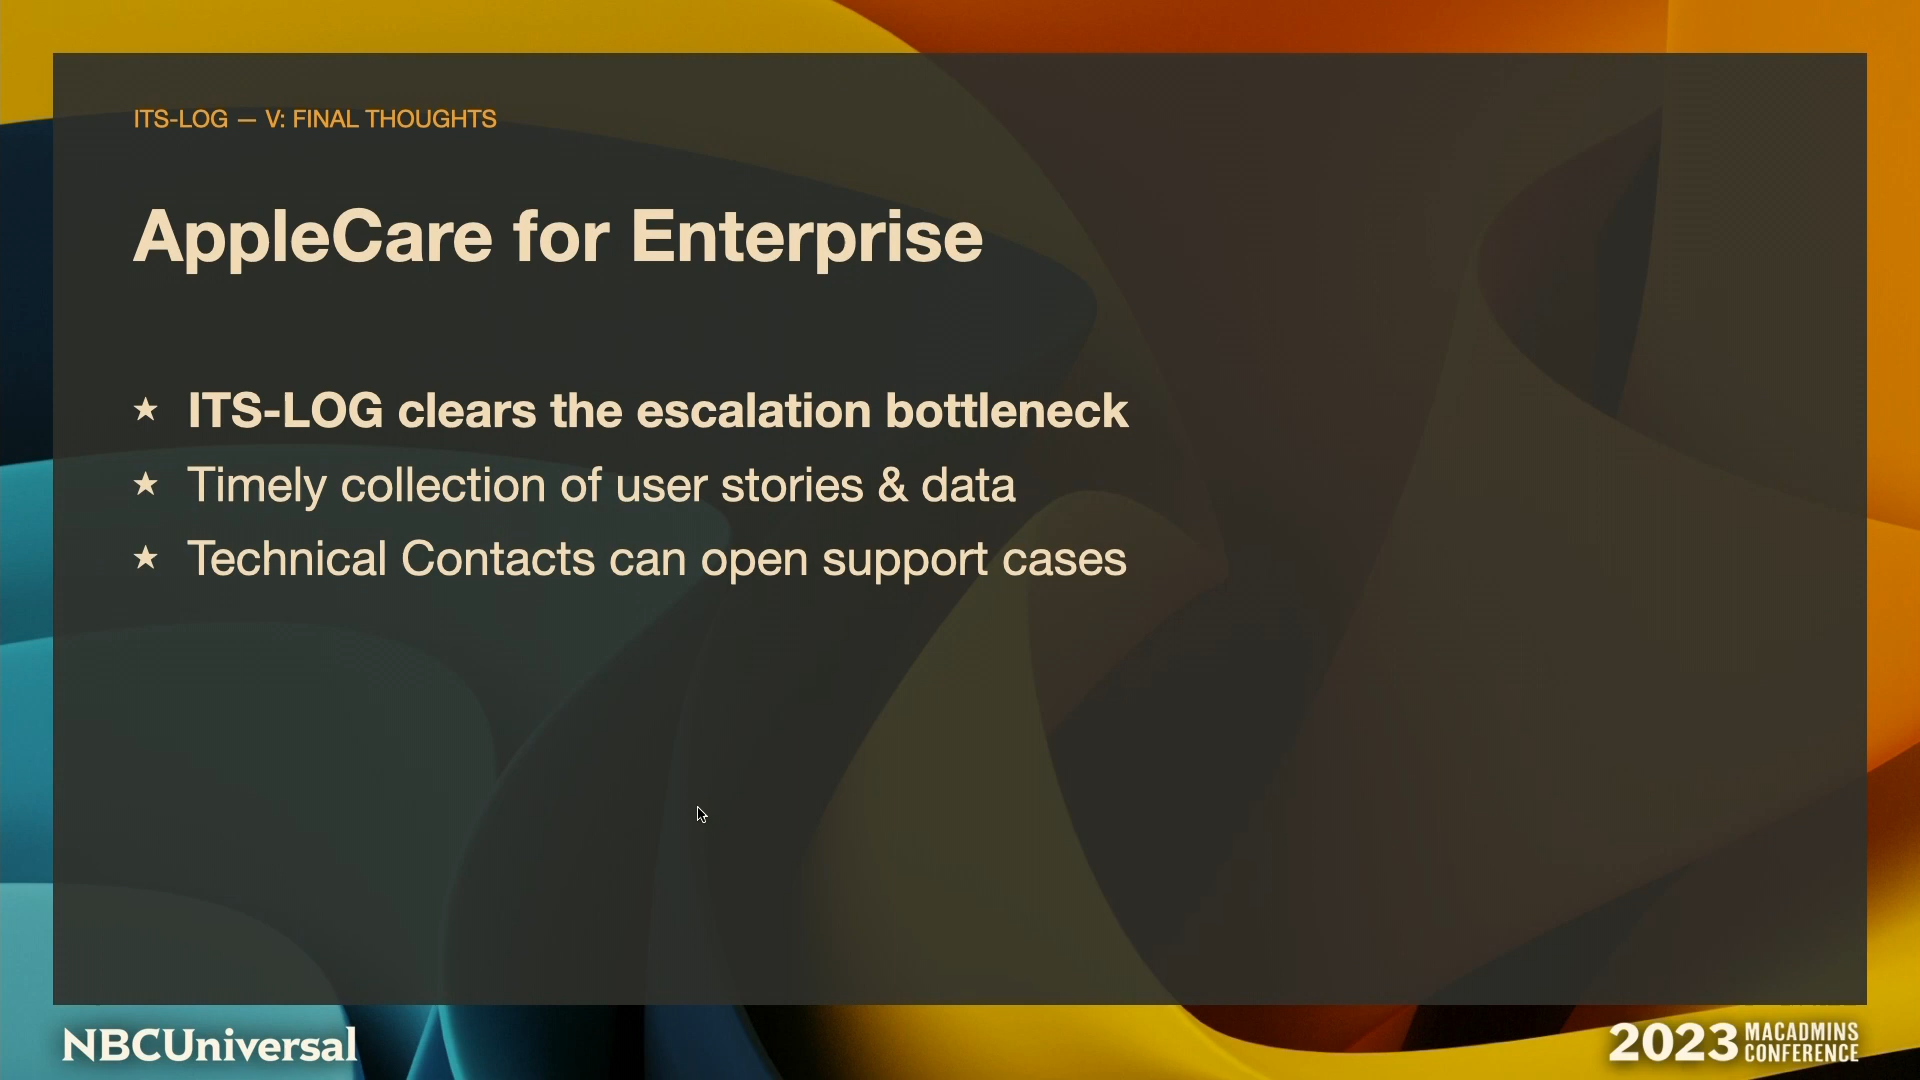 ITS-LOG — V: FINAL THOUGHTS
AppleCare for Enterprise
★ ITS-LOG clears the escalation bottleneck
★ Timely collection of user stories & data
★ Technical Contacts can open support cases
NBCUniversal
2023 MACADMINS
CONFERENCE